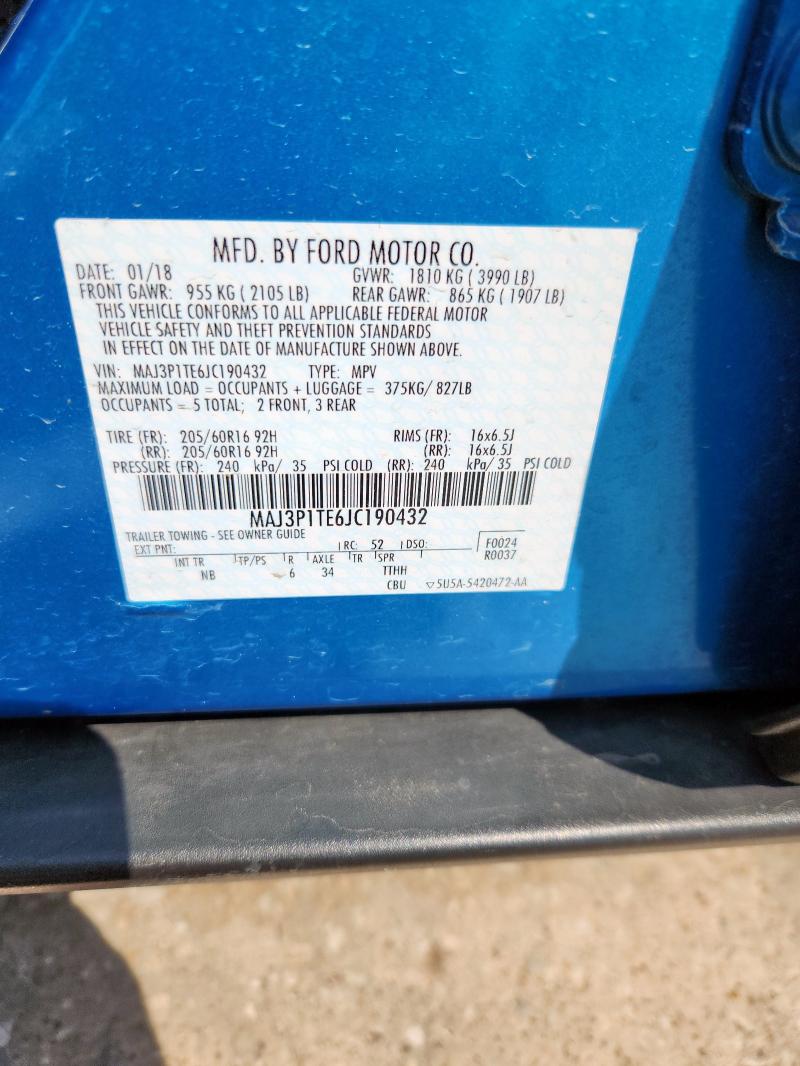 MFD. BY FORD MOTOR CO.
DATE: 01/18 GVWR: 1810 KG ( 3990 LB)
FRONT GAWR: 955 KG ( 2105 LB) REAR GAWR: 865 KG ( 1907 LB)
THIS VEHICLE CONFORMS TO ALL APPLICABLE FEDERAL MOTOR
VEHICLE SAFETY AND THEFT PREVENTION STANDARDS
IN EFFECT ON THE DATE OF MANUFACTURE SHOWN ABOVE.
VIN: MAJ3P1TE6JC190432 TYPE: MPV
MAXIMUM LOAD = OCCUPANTS + LUGGAGE = 375KG/ 827LB
OCCUPANTS = 5 TOTAL; 2 FRONT, 3 REAR
TIRE (FR): 205/60R16 92H RIMS (FR): 16x6.5J
(RR): 205/60R16 92H (RR): 16x6.5J
PRESSURE (FR): 240 kPa/ 35 PSI COLD (RR): 240 kPa/ 35 PSI COLD
MAJ3P1TE6JC190432
TRAILER TOWING - SEE OWNER GUIDE
EXT PNT: RC: 52 DSO: F0024
R0037
INT TR TP/PS R AXLE TR SPR
NB 6 34 TTHH
CBU 5U5A-5420472-AA